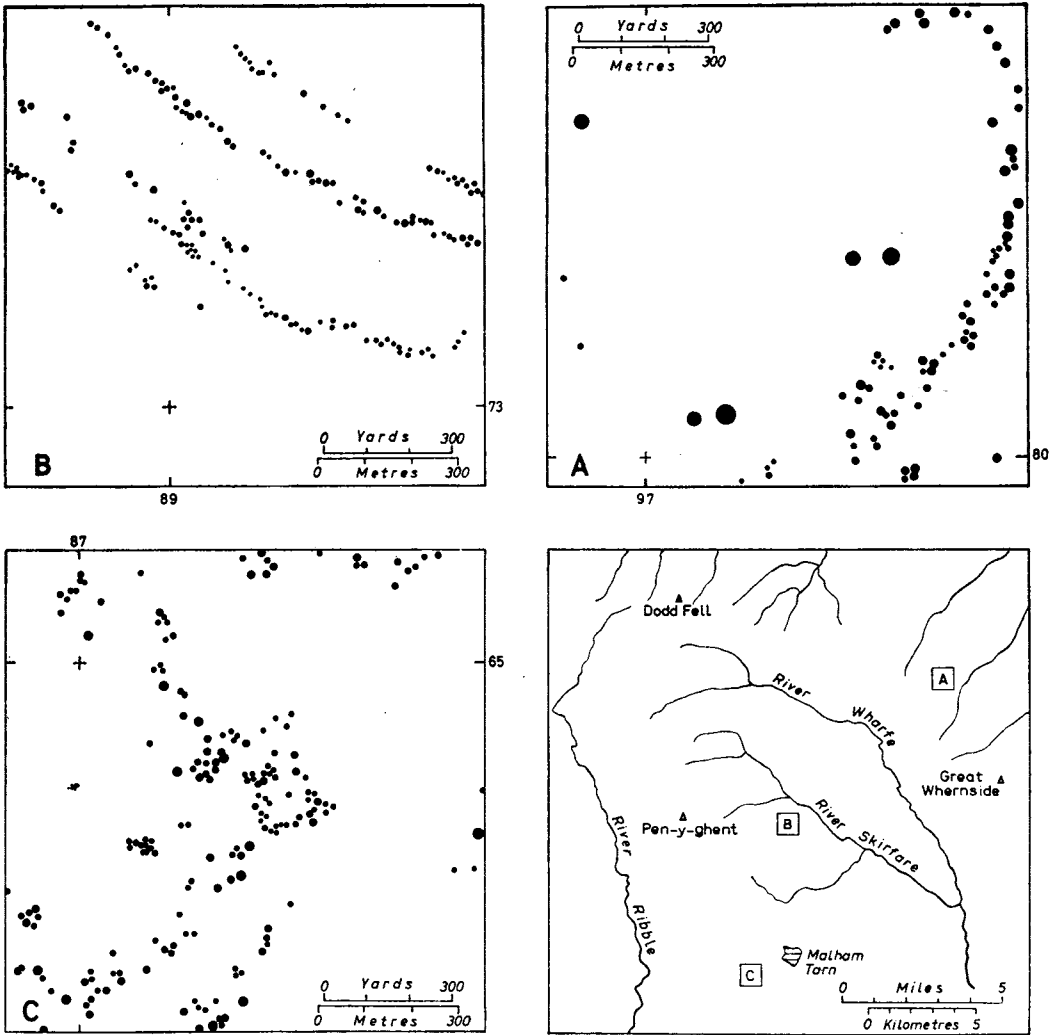 B
0 Yards 300
0 Metres 300
73
89
0 Yards 300
0 Metres 300
A
80
97
87
65
C
0 Yards 300
0 Metres 300
Dodd Fell
A
River Wharfe
Great
Whernside
Pen-y-ghent
B
River Skirfare
River Ribble
C
Malham
Tarn
0 Miles 5
0 Kilometres 5